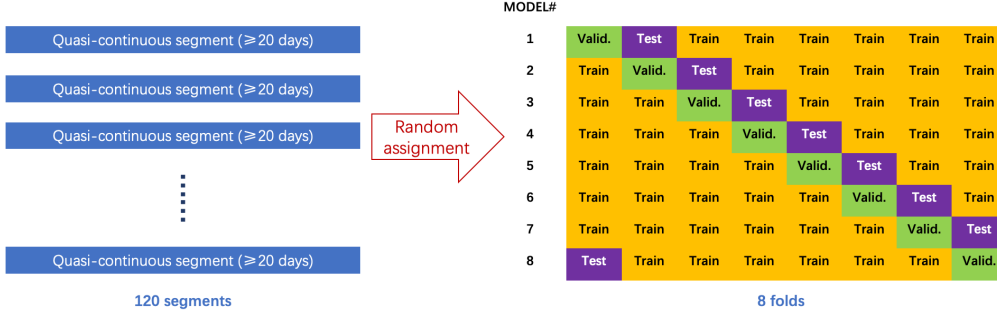 MODEL#
Quasi-continuous segment (≥20 days)
Quasi-continuous segment (≥20 days)
Quasi-continuous segment (≥20 days)
Quasi-continuous segment (≥20 days)
120 segments
Random
assignment
1 Valid. Test Train Train Train Train Train Train
2 Train Valid. Test Train Train Train Train Train
3 Train Train Valid. Test Train Train Train Train
4 Train Train Train Valid. Test Train Train Train
5 Train Train Train Train Valid. Test Train Train
6 Train Train Train Train Train Valid. Test Train
7 Train Train Train Train Train Train Valid. Test
8 Test Train Train Train Train Train Train Valid.
8 folds